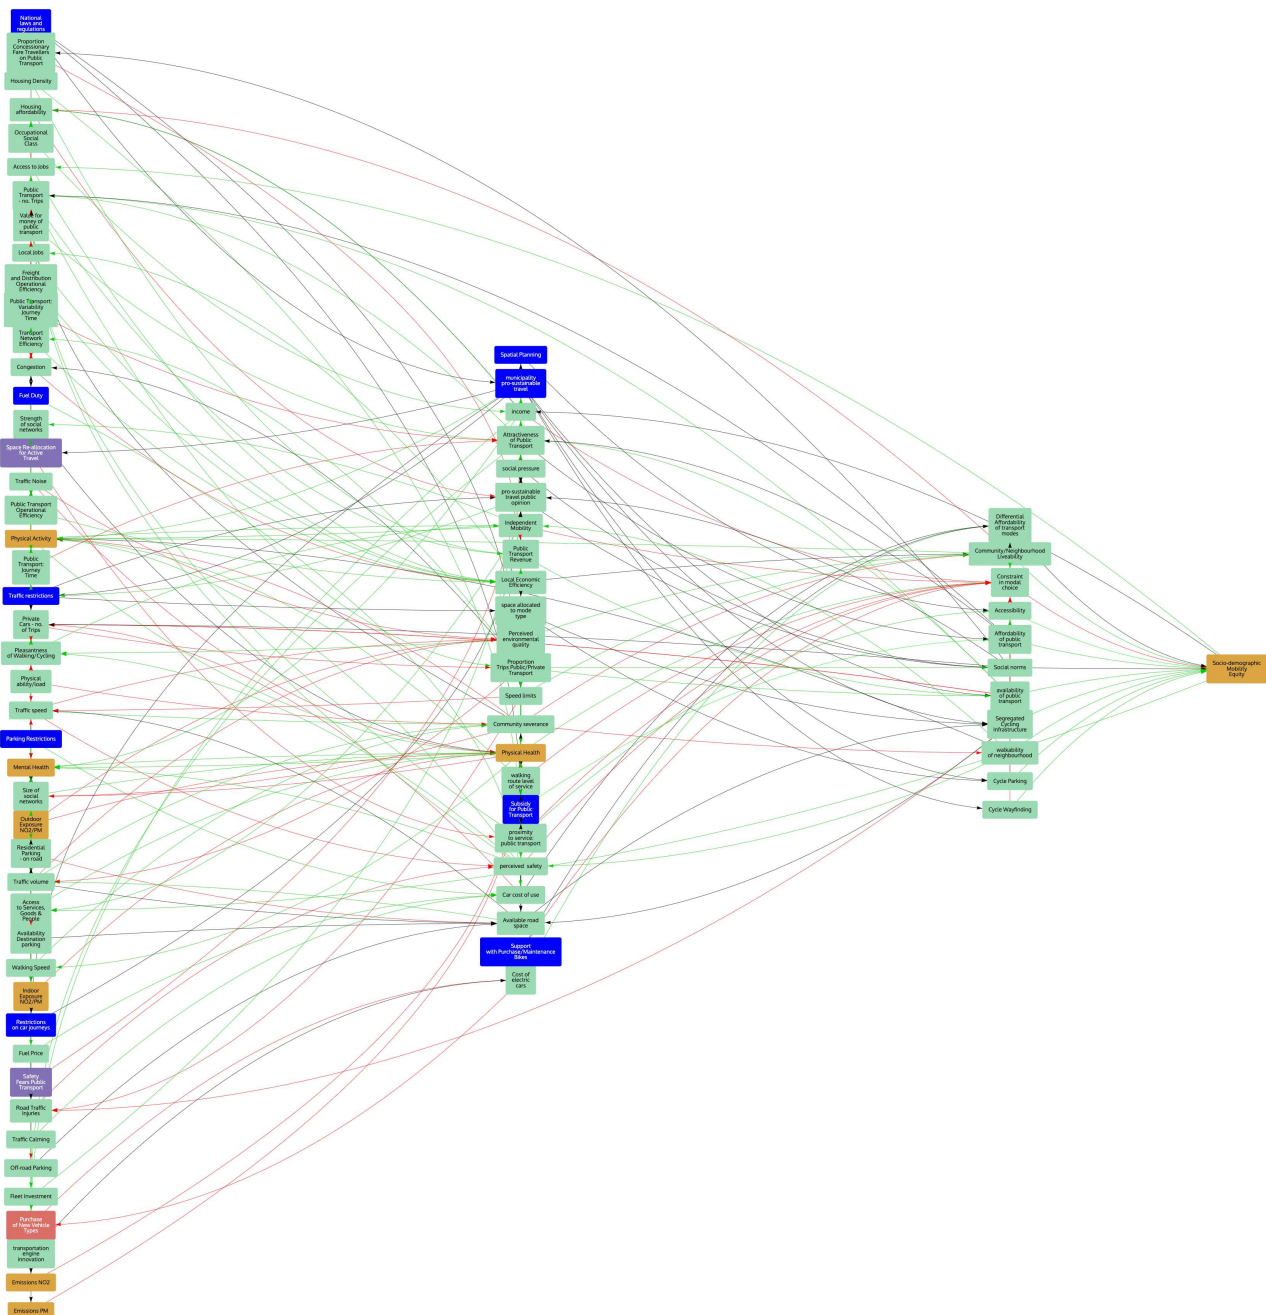 National
laws and
regulations
Proportion
Concessionary
Fare Travellers
on Public
Transport
Housing Density
Housing
affordability
Occupational
Social
Class
Access to Jobs
Public
Transport
- no. Trips
Value for
money of
public
transport
Local Jobs
Freight
and Distribution
Operational
Efficiency
Public Transport:
Variability
Journey
Time
Transport
Network
Efficiency
Congestion
Fuel Duty
Strength
of social
networks
Space Re-allocation
for Active
Travel
Traffic Noise
Public Transport
Operational
Efficiency
Physical Activity
Public
Transport:
Journey
Time
Traffic restrictions
Private
Cars - no.
of Trips
Pleasantness
of Walking/Cycling
Physical
ability/load
Traffic speed
Parking Restrictions
Mental Health
Size of
social
networks
Outdoor
Exposure
NO2/PM
Residential
Parking
- on road
Traffic volume
Access
to Services,
Goods &
People
Availability
Destination
parking
Walking Speed
Indoor
Exposure
NO2/PM
Restrictions
on car journeys
Fuel Price
Safety
Fears Public
Transport
Road Traffic
Injuries
Traffic Calming
Off-road Parking
Fleet Investment
Purchase
of New Vehicle
Types
transportation
engine
innovation
Emissions NO2
Emissions PM
Spatial Planning
municipality
pro-sustainable
travel
income
Attractiveness
of Public
Transport
social pressure
pro-sustainable
travel public
opinion
Independent
Mobility
Public
Transport
Revenue
Local Economic
Efficiency
space allocated
to mode
type
Perceived
environmental
quality
Proportion
Trips Public/Private
Transport
Speed limits
Community severance
Physical Health
walking
route level
of service
Subsidy
for Public
Transport
proximity
to service:
public transport
perceived safety
Car cost of use
Available road
space
Support
with Purchase/Maintenance
Bikes
Cost of
electric
cars
Differential
Affordability
of transport
modes
Community/Neighbourhood
Liveability
Constraint
in modal
choice
Accessibility
Affordability
of public
transport
Social norms
availability
of public
transport
Segregated
Cycling
Infrastructure
walkability
of neighbourhood
Cycle Parking
Cycle Wayfinding
Socio-demographic
Mobility
Equity